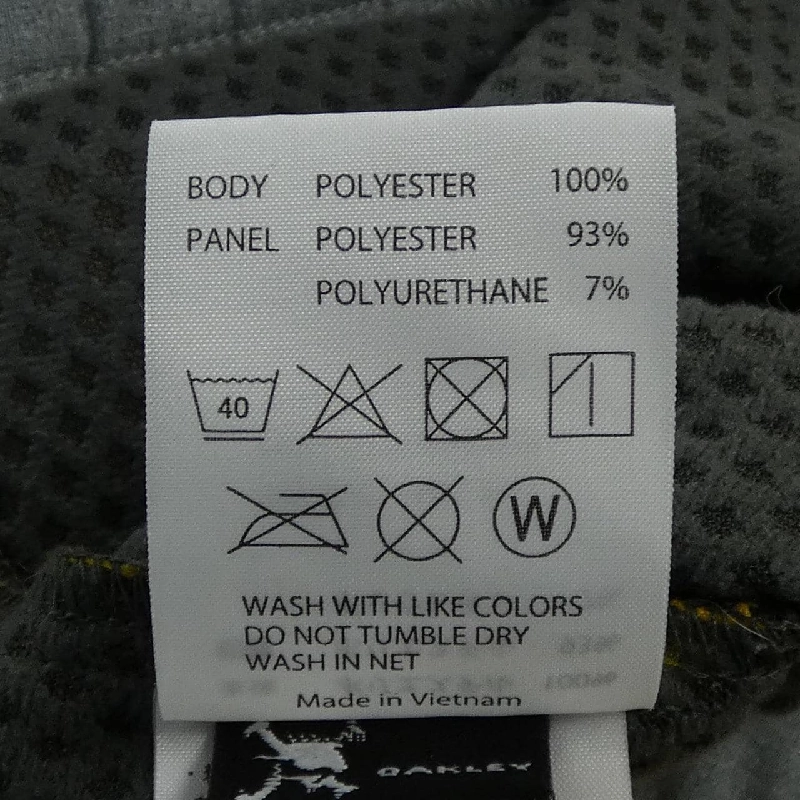 BODY POLYESTER 100%
PANEL POLYESTER 93%
POLYURETHANE 7%
40
W
WASH WITH LIKE COLORS
DO NOT TUMBLE DRY
WASH IN NET
Made in Vietnam
OAKLEY